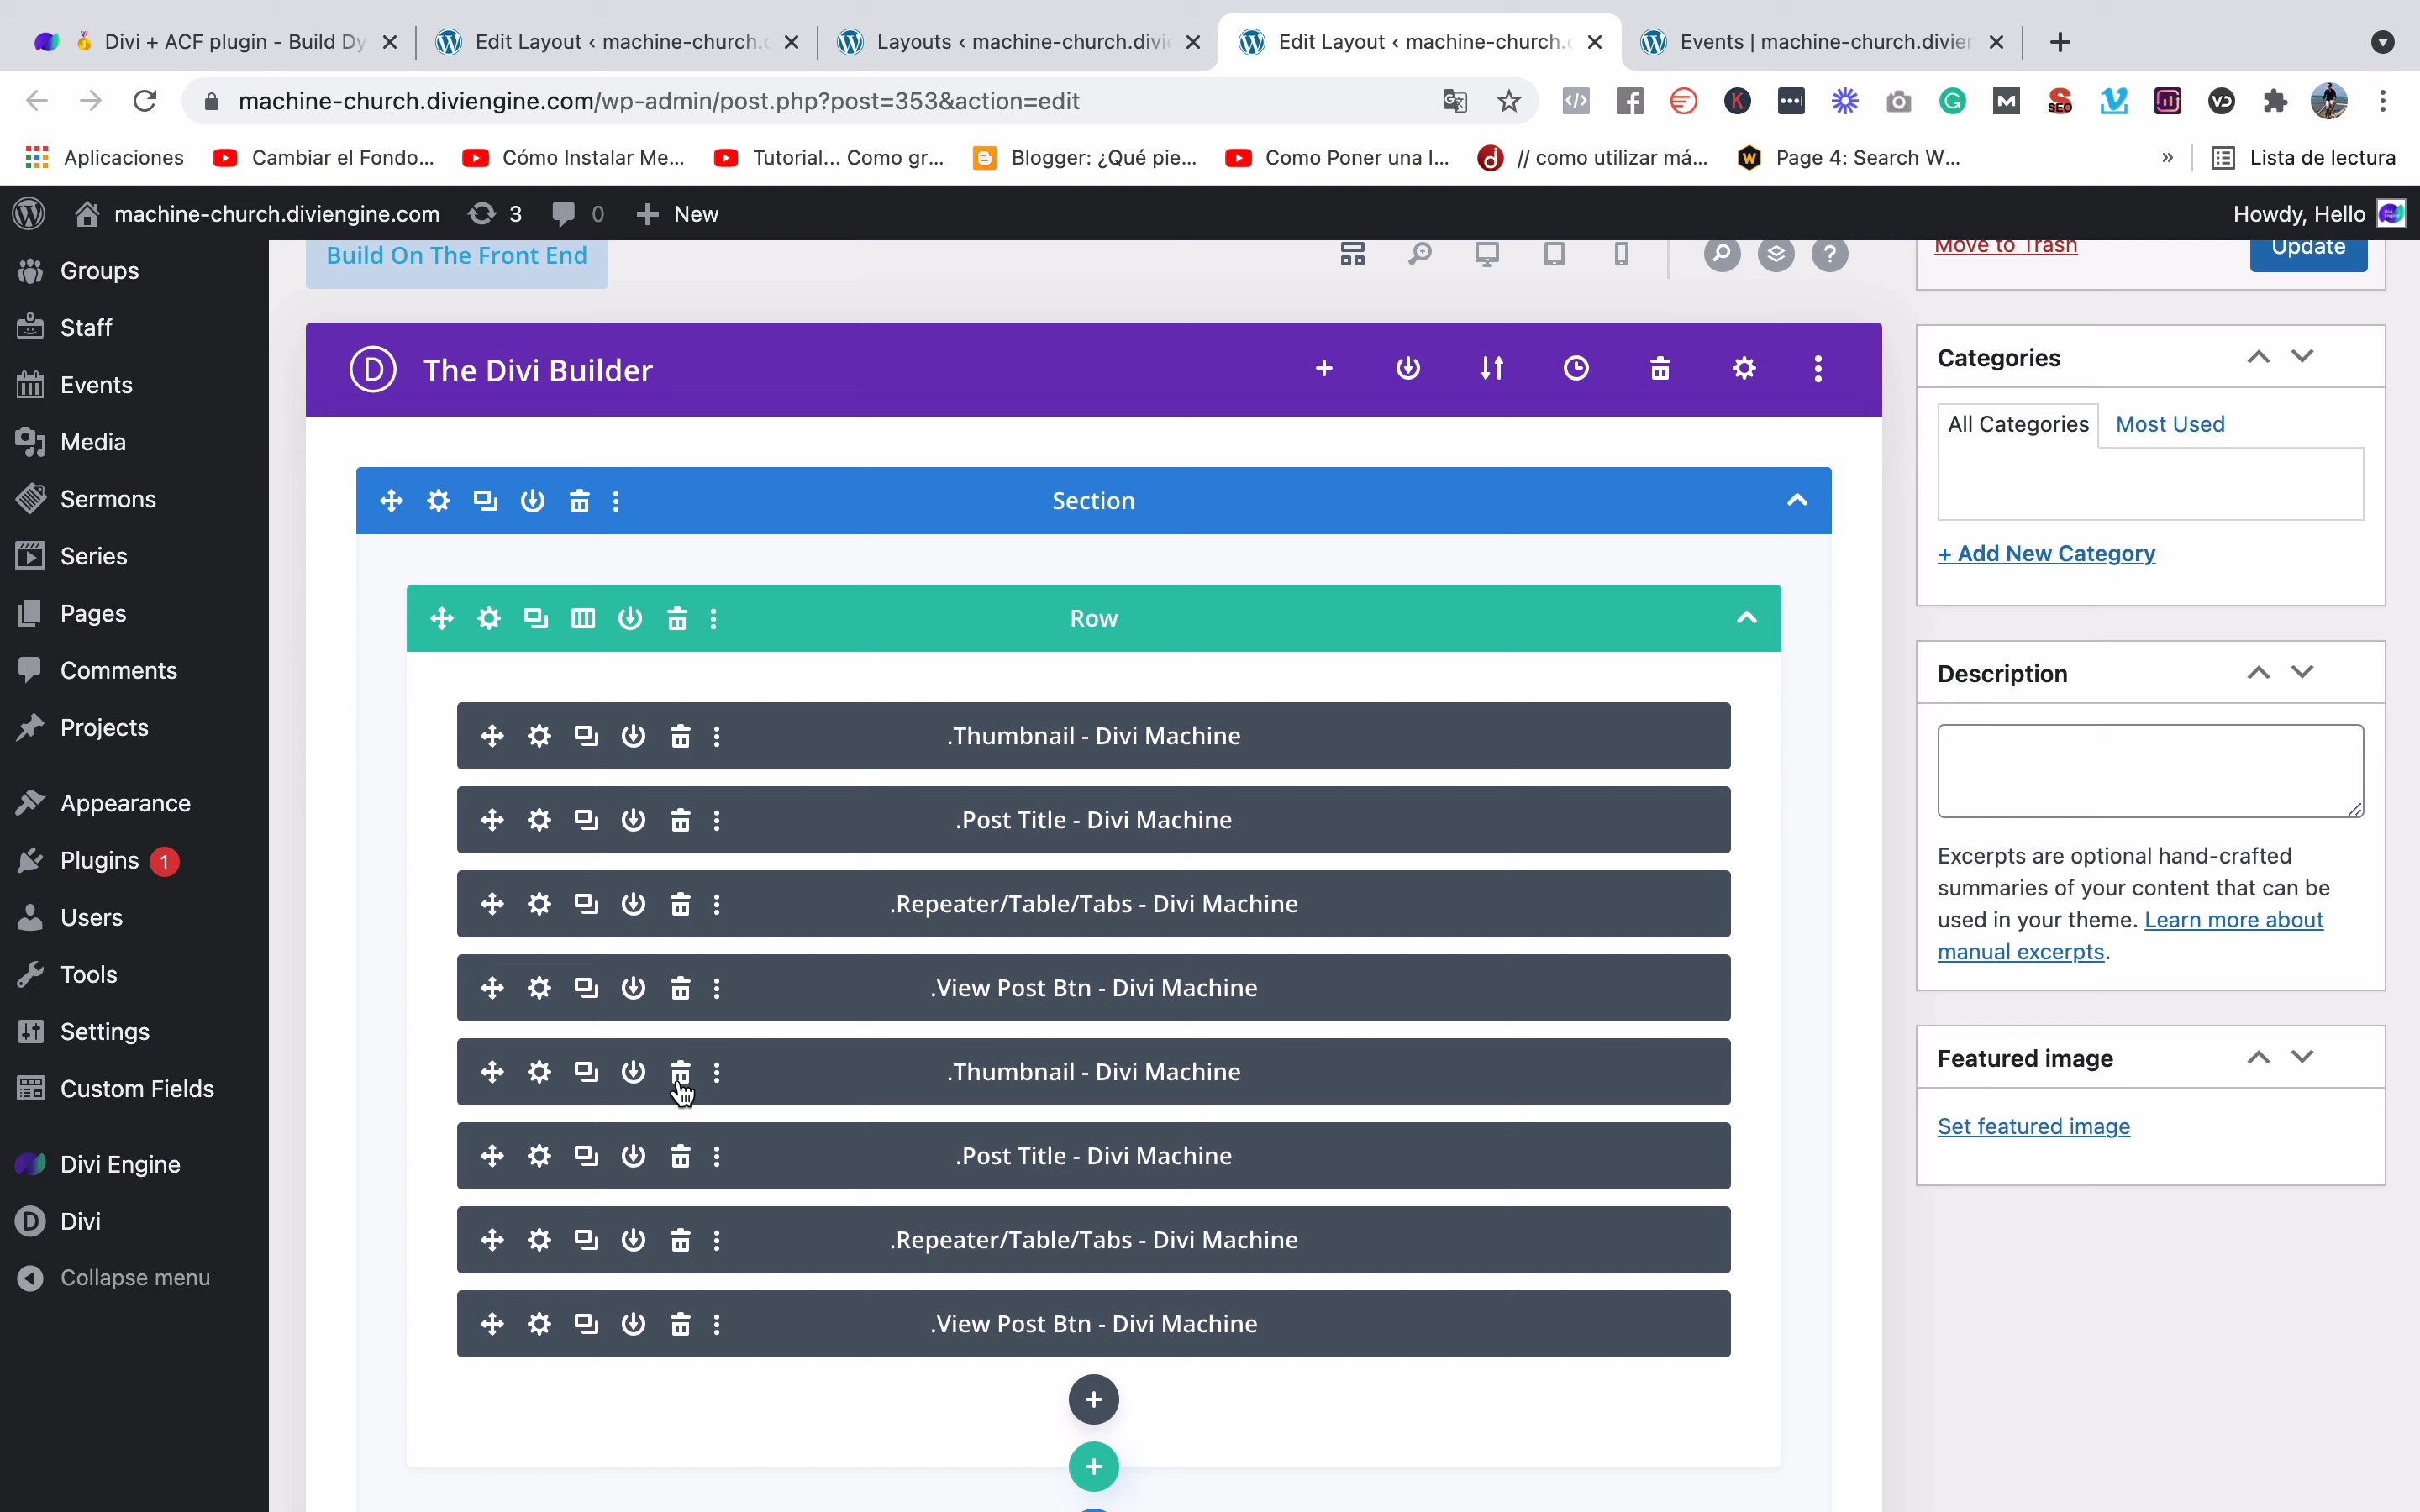 Divi + ACF plugin - Build Dy
Edit Layout ‹ machine-church.
Layouts ‹ machine-church.divi
Edit Layout ‹ machine-church.
Events | machine-church.divien
machine-church.diviengine.com/wp-admin/post.php?post=353&action=edit
Aplicaciones
Cambiar el Fondo...
Cómo Instalar Me...
Tutorial... Como gr...
Blogger: ¿Qué pie...
Como Poner una I...
// como utilizar má...
Page 4: Search W...
»
Lista de lectura
machine-church.diviengine.com
3
0
New
Howdy, Hello
Groups
Staff
Events
Media
Sermons
Series
Pages
Comments
Projects
Appearance
Plugins 1
Users
Tools
Settings
Custom Fields
Divi Engine
Divi
Collapse menu
Build On The Front End
The Divi Builder
Section
Row
.Thumbnail - Divi Machine
.Post Title - Divi Machine
.Repeater/Table/Tabs - Divi Machine
.View Post Btn - Divi Machine
.Thumbnail - Divi Machine
.Post Title - Divi Machine
.Repeater/Table/Tabs - Divi Machine
.View Post Btn - Divi Machine
Move to Trash
Update
Categories
All Categories
Most Used
+ Add New Category
Description
Excerpts are optional hand-crafted
summaries of your content that can be
used in your theme. Learn more about
manual excerpts.
Featured image
Set featured image